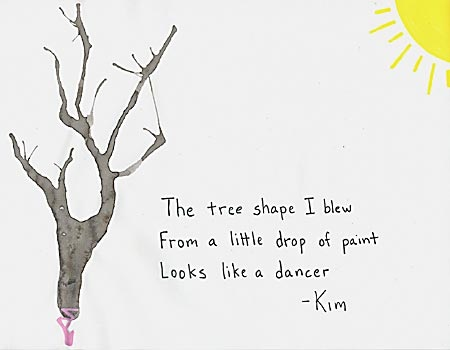 The tree shape I blew
From a little drop of paint
Looks like a dancer
-Kim